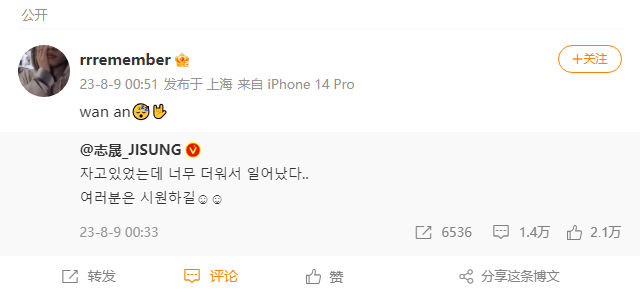 公开
rrremember
+关注
23-8-9 00:51 发布于 上海 来自 iPhone 14 Pro
wan an😴🤟
@志晟_JISUNG
자고있었는데 너무 더워서 일어났다..
여러분은 시원하길☺☺
23-8-9 00:33 6536 1.4万 2.1万
转发 评论 赞 分享这条博文